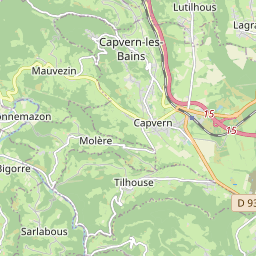 Lutilhous
Lagra
Capvern-les-
Bains
Mauvezin
15
onnemazon
Capvern
15
Molère
Bigorre
Tilhouse
D 93
Sarlabous